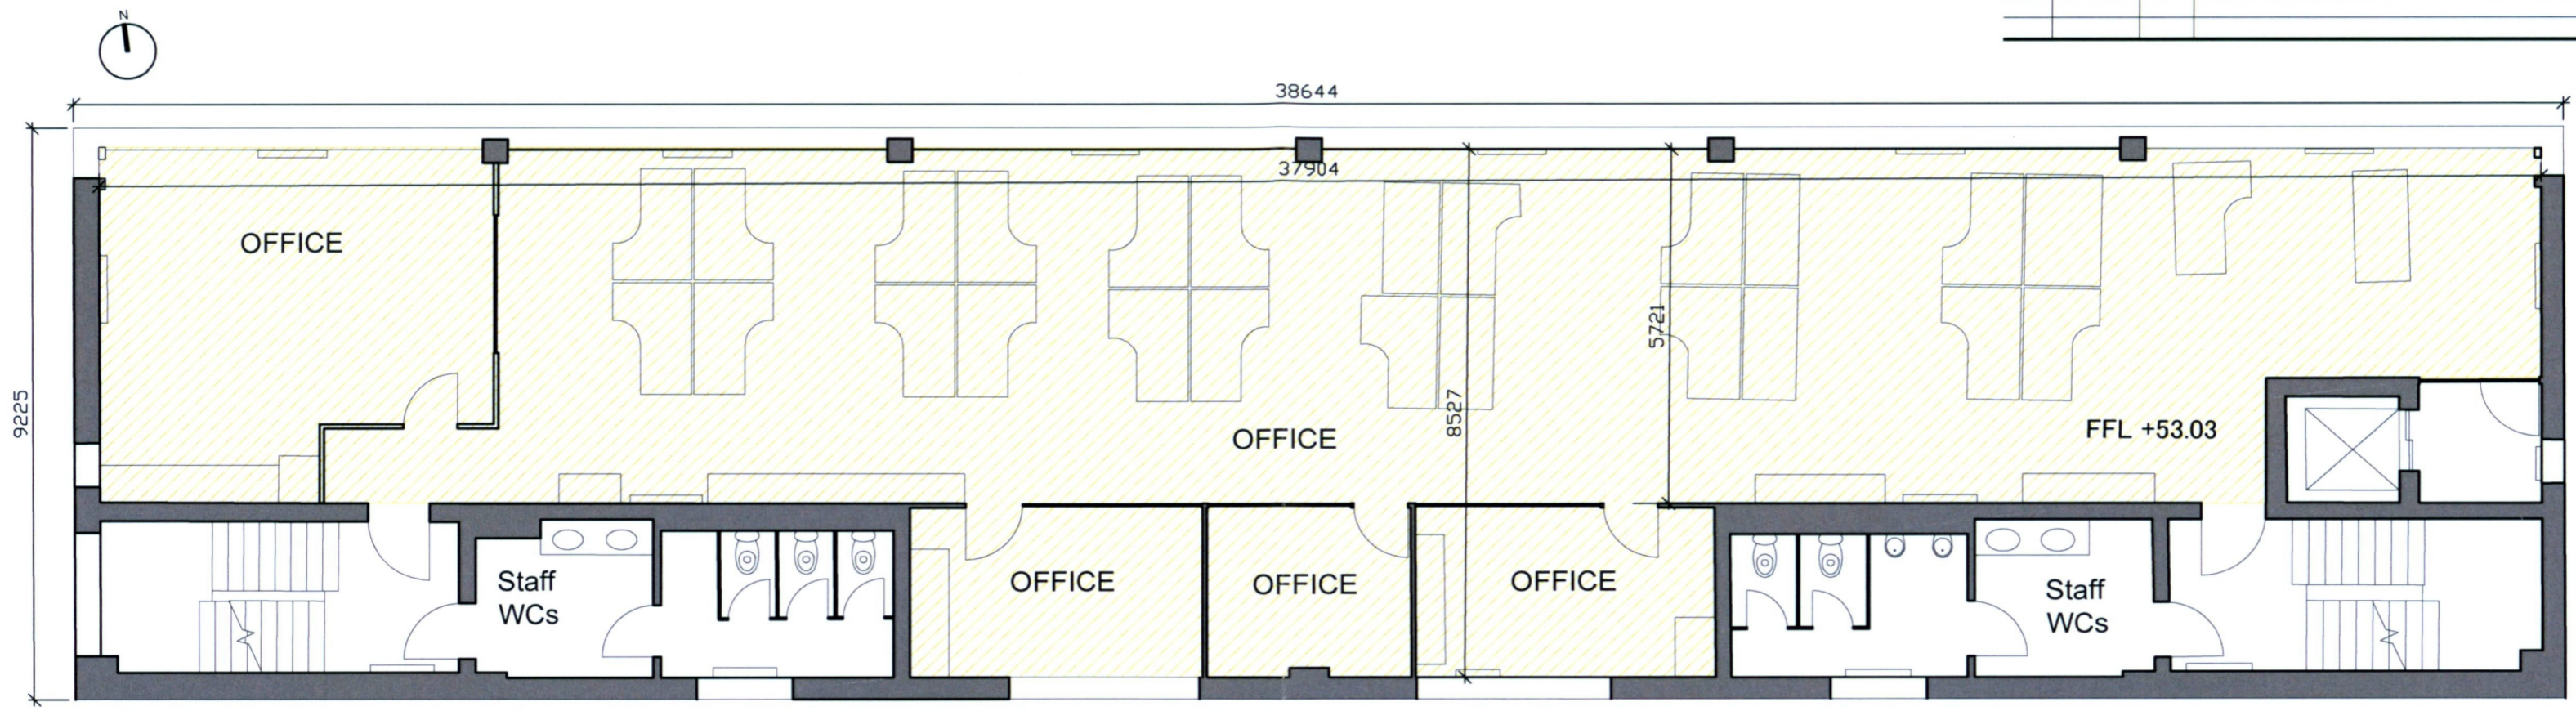 N
38644
37904
OFFICE
5721
9225
8527
OFFICE
FFL +53.03
OFFICE
OFFICE
OFFICE
Staff
WCs
Staff
WCs